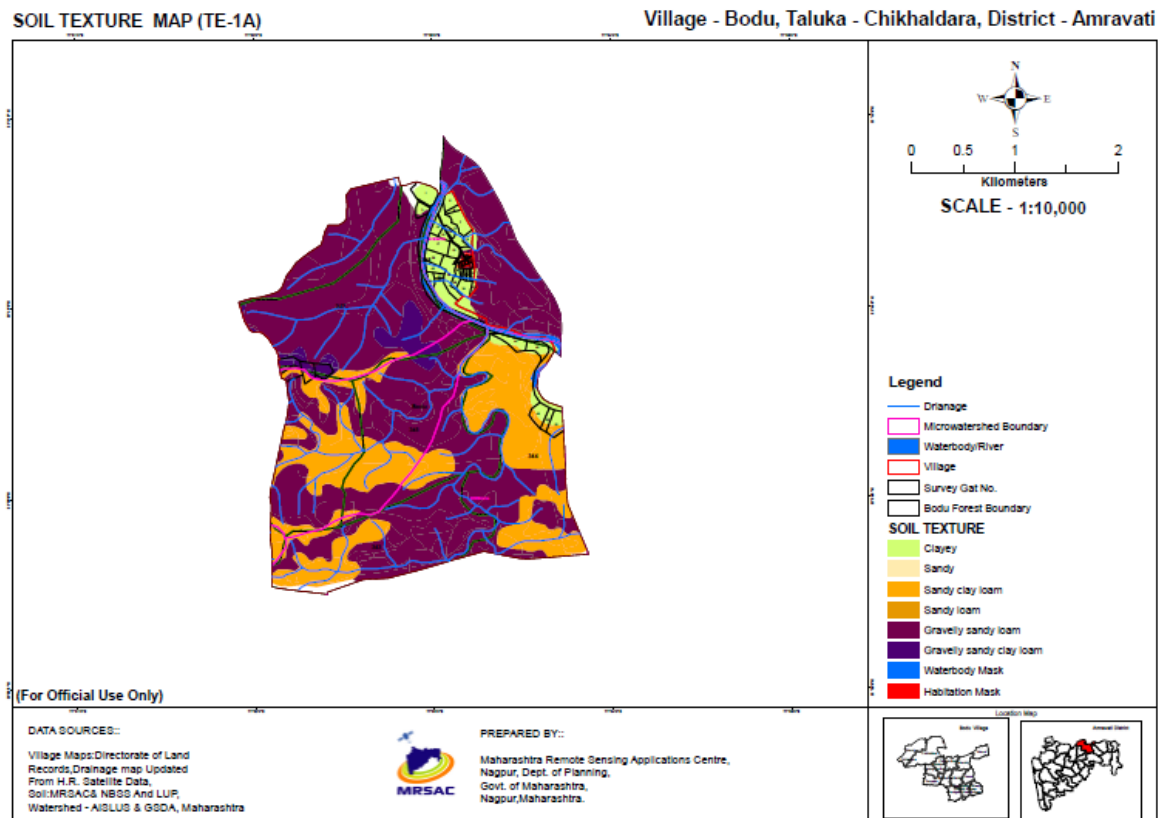 SOIL TEXTURE MAP (TE-1A)
Village - Bodu, Taluka - Chikhaldara, District - Amravati
N
W E
S
0 0.5 1 2
Kilometers
SCALE - 1:10,000
Legend
Drianage
Microwatershed Boundary
Waterbody/River
Village
Survey Gat No.
Bodu Forest Boundary
SOIL TEXTURE
Clayey
Sandy
Sandy clay loam
Sandy loam
Gravelly sandy loam
Gravelly sandy clay loam
Waterbody Mask
Habitation Mask
(For Official Use Only)
DATA SOURCES::
Village Maps:Directorate of Land
Records,Drainage map Updated
From H.R. Satellite Data,
Soil:MRSAC& NBSS And LUP,
Watershed - AISLUS & GSDA, Maharashtra
MRSAC
PREPARED BY::
Maharashtra Remote Sensing Applications Centre,
Nagpur, Dept. of Planning,
Govt. of Maharashtra,
Nagpur,Maharashtra.
Location Map
Bodu Village
Amravati District